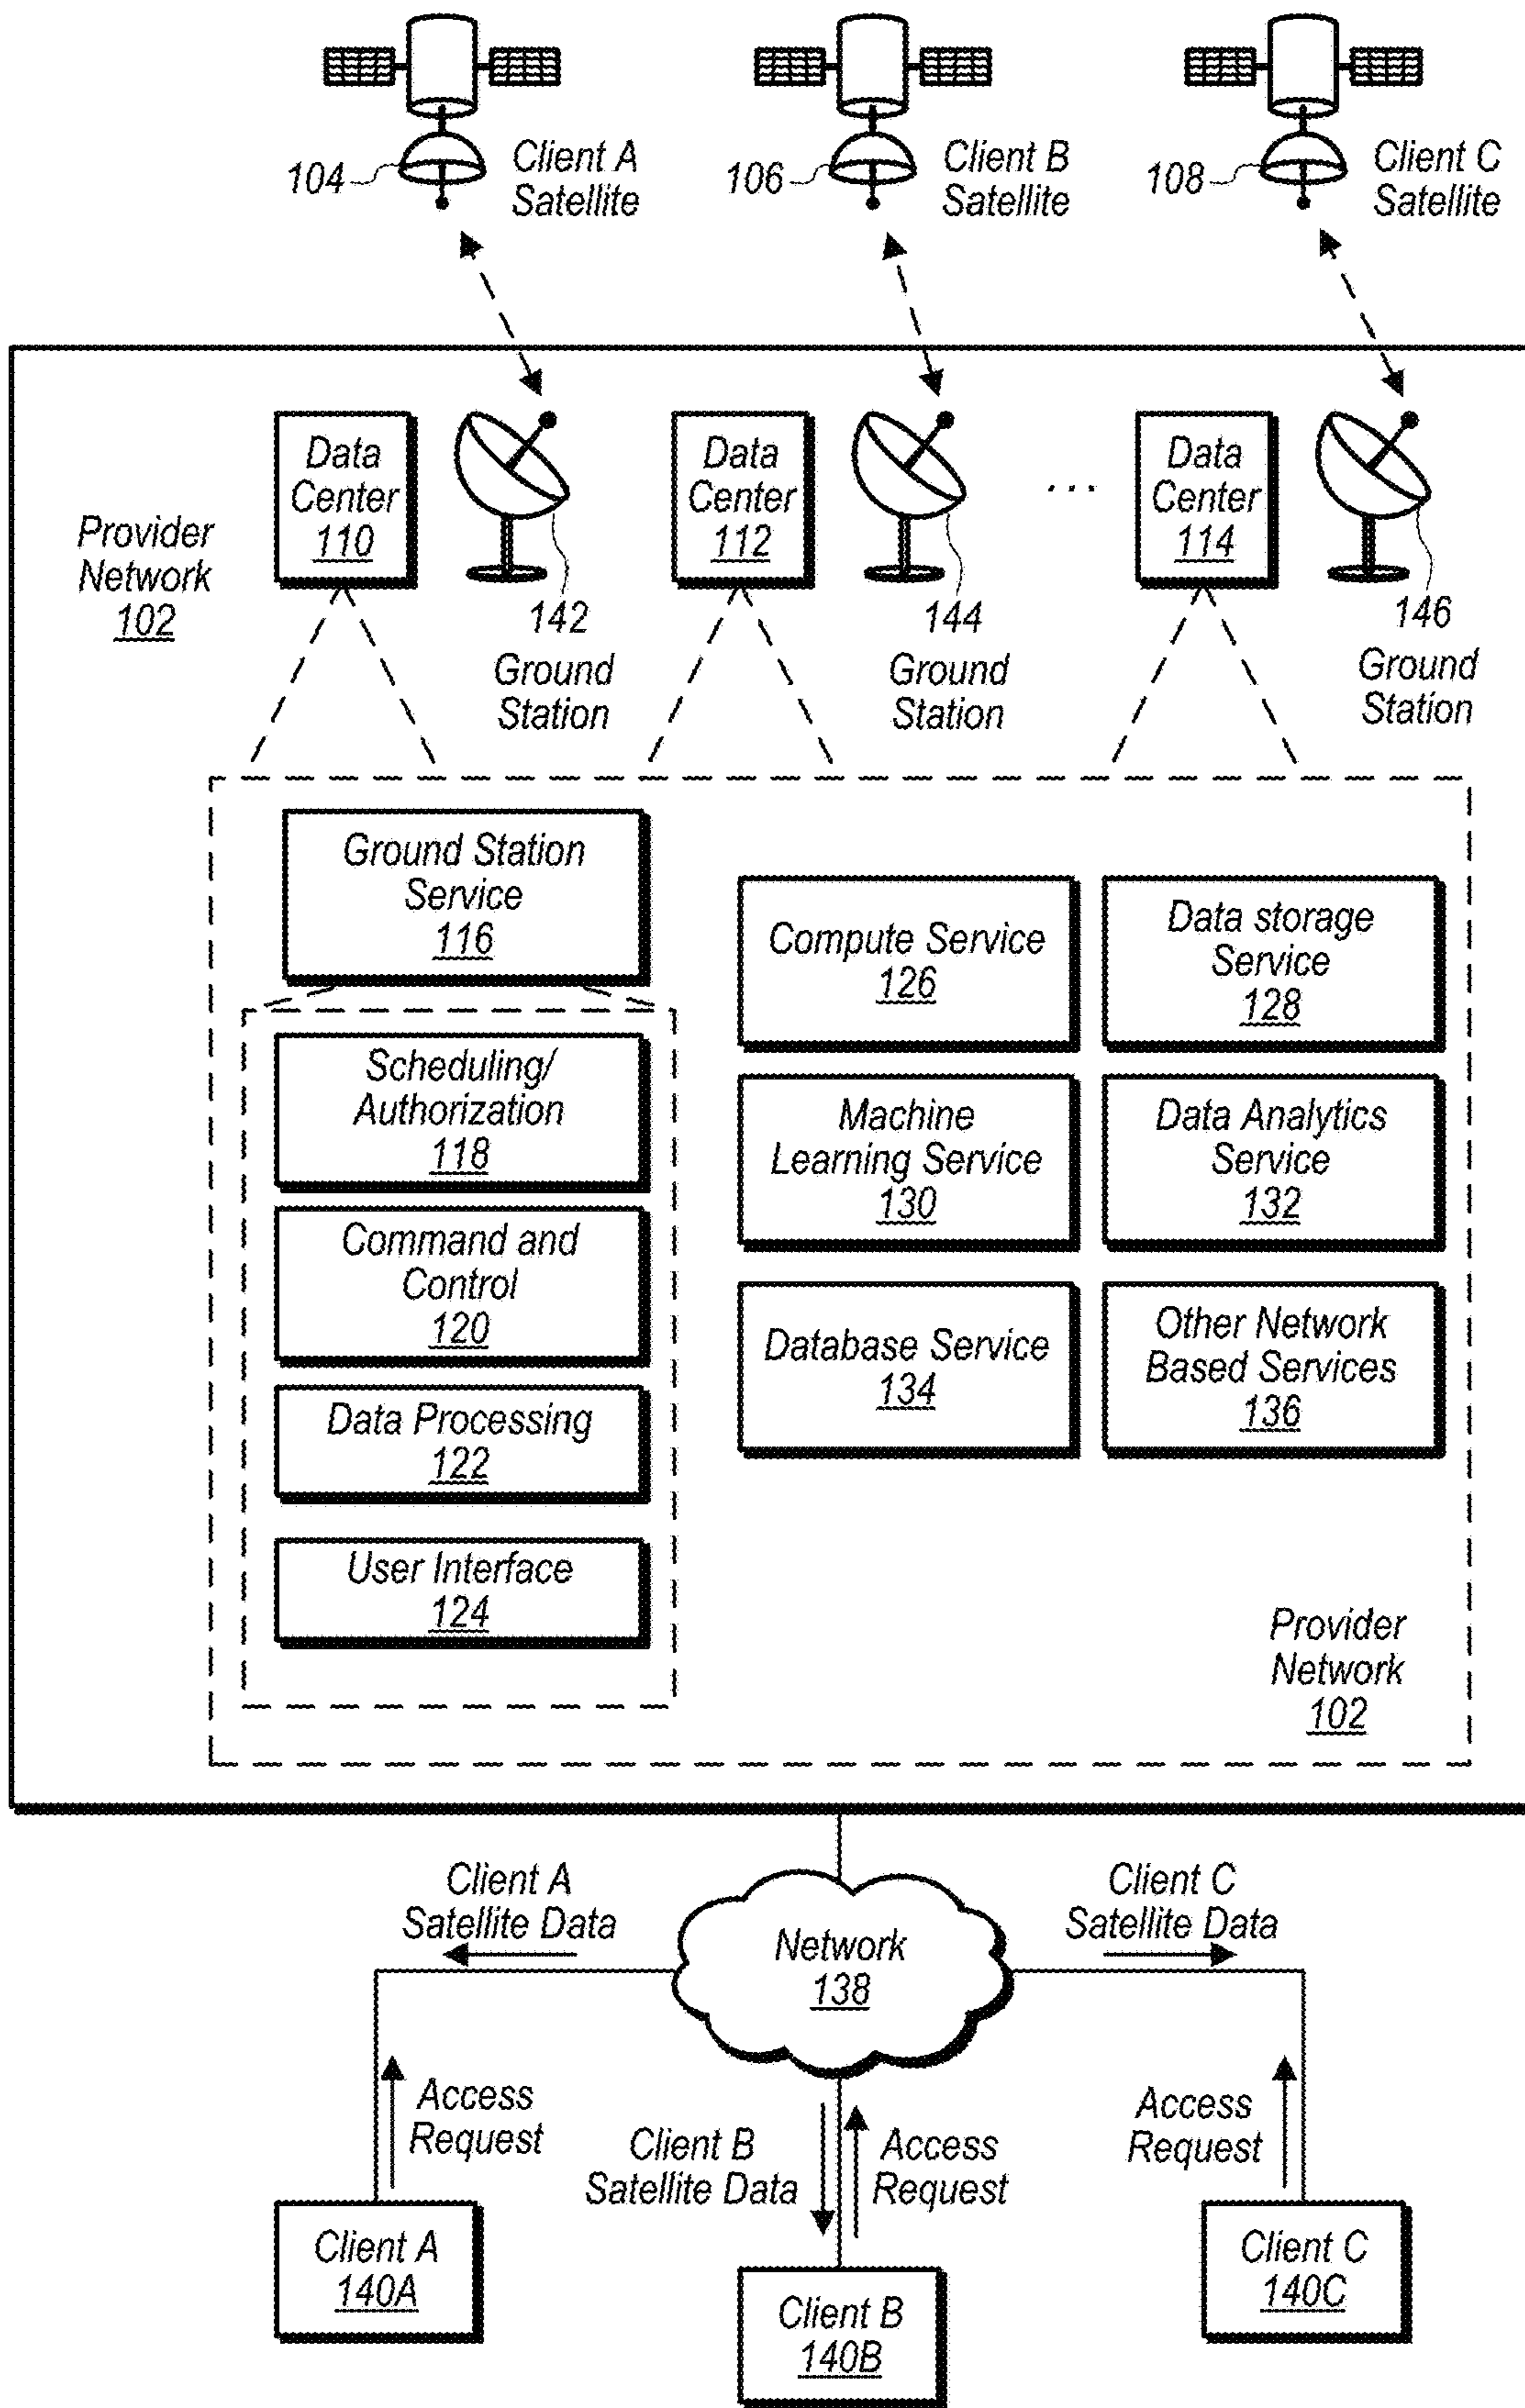 104
Client A
Satellite
106
Client B
Satellite
108
Client C
Satellite
Provider
Network
102
Data
Center
110
142
Ground
Station
Data
Center
112
144
Ground
Station
...
Data
Center
114
146
Ground
Station
Ground Station
Service
116
Scheduling/
Authorization
118
Command and
Control
120
Data Processing
122
User Interface
124
Compute Service
126
Data storage
Service
128
Machine
Learning Service
130
Data Analytics
Service
132
Database Service
134
Other Network
Based Services
136
Provider
Network
102
Client A
Satellite Data
Network
138
Client C
Satellite Data
Access
Request
Client B
Satellite Data
Access
Request
Access
Request
Client A
140A
Client B
140B
Client C
140C